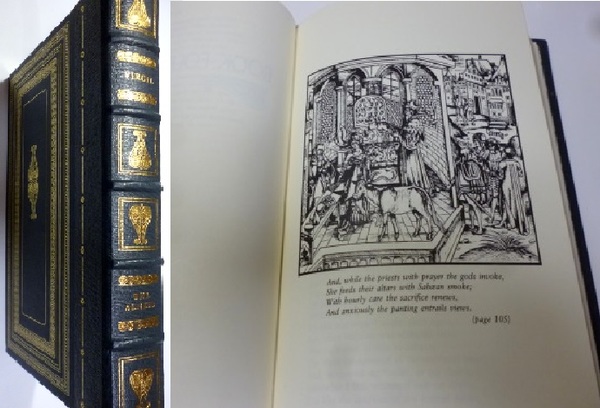 VIRGIL
THE
AENEID
And, while the priests with prayer the gods invoke,
She feeds their altars with Sabæan smoke;
With hourly care the sacrifice renews,
And anxiously the panting entrails views.
(page 105)